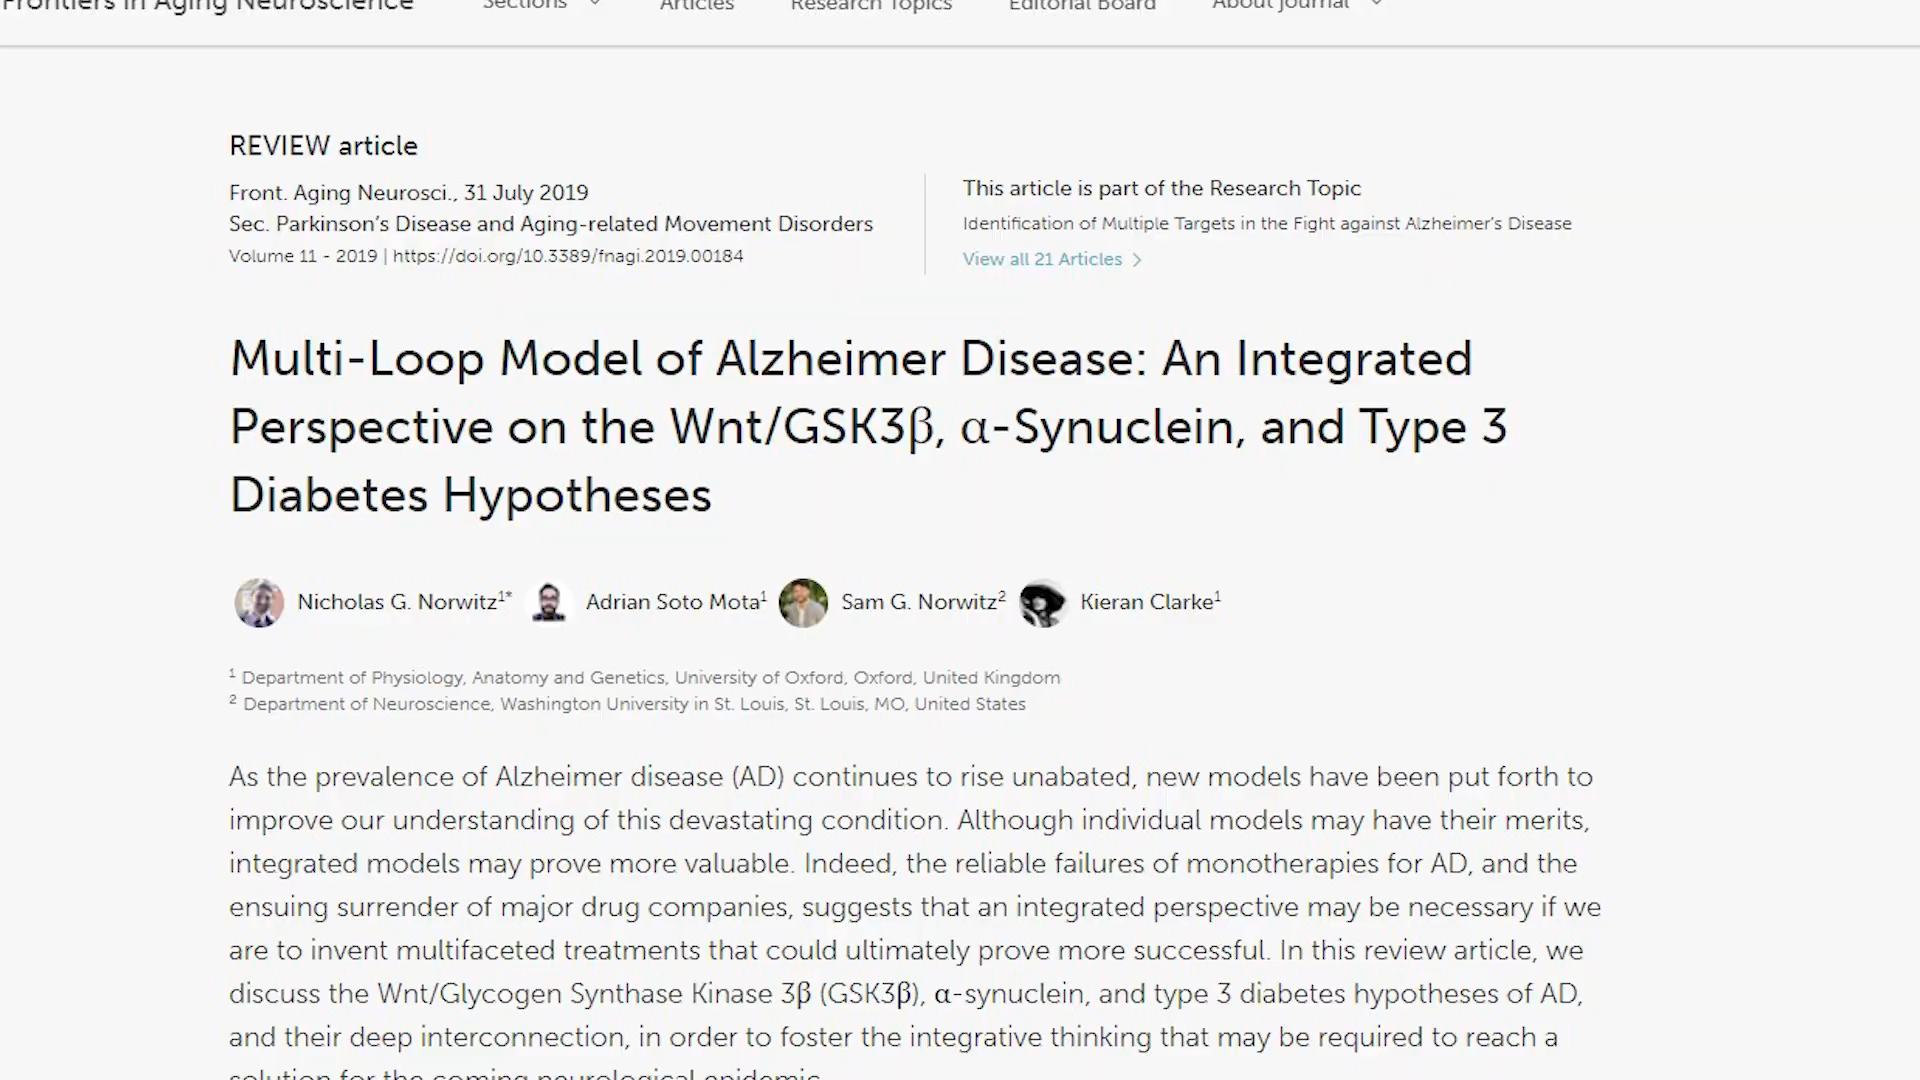 Frontiers in Aging Neuroscience Sections Articles Research Topics Editorial Board About journal
REVIEW article
Front. Aging Neurosci., 31 July 2019
Sec. Parkinson's Disease and Aging-related Movement Disorders
Volume 11 - 2019 | https://doi.org/10.3389/fnagi.2019.00184
This article is part of the Research Topic
Identification of Multiple Targets in the Fight against Alzheimer's Disease
View all 21 Articles >
Multi-Loop Model of Alzheimer Disease: An Integrated
Perspective on the Wnt/GSK3β, α-Synuclein, and Type 3
Diabetes Hypotheses
Nicholas G. Norwitz¹* Adrian Soto Mota¹ Sam G. Norwitz² Kieran Clarke¹
¹ Department of Physiology, Anatomy and Genetics, University of Oxford, Oxford, United Kingdom
² Department of Neuroscience, Washington University in St. Louis, St. Louis, MO, United States
As the prevalence of Alzheimer disease (AD) continues to rise unabated, new models have been put forth to
improve our understanding of this devastating condition. Although individual models may have their merits,
integrated models may prove more valuable. Indeed, the reliable failures of monotherapies for AD, and the
ensuing surrender of major drug companies, suggests that an integrated perspective may be necessary if we
are to invent multifaceted treatments that could ultimately prove more successful. In this review article, we
discuss the Wnt/Glycogen Synthase Kinase 3β (GSK3β), α-synuclein, and type 3 diabetes hypotheses of AD,
and their deep interconnection, in order to foster the integrative thinking that may be required to reach a
solution for the coming neurological epidemic.